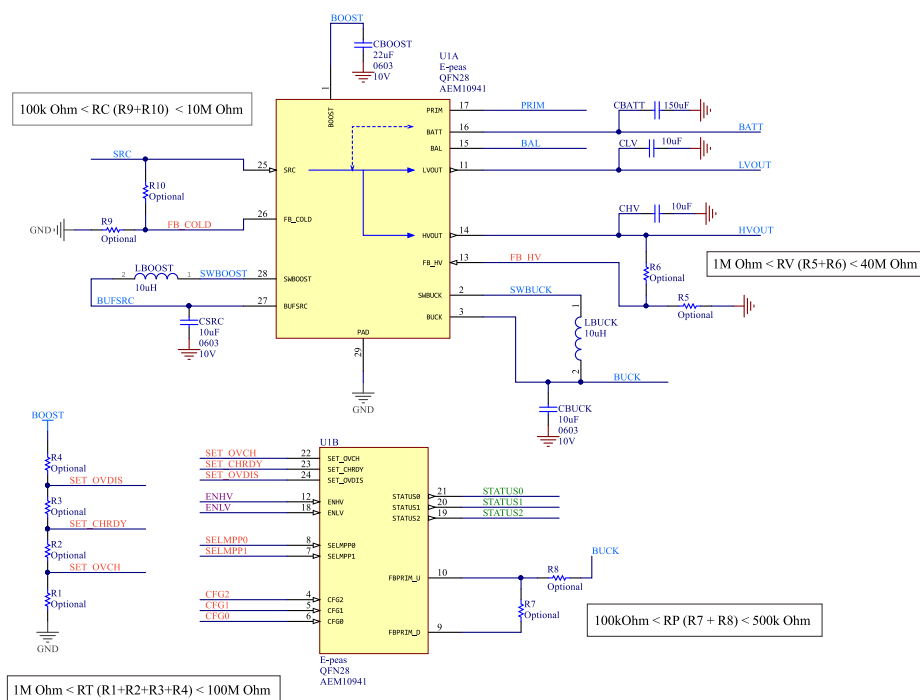 BOOST
CBOOST
22uF
0603
10V
U1A
E-peas
QFN28
AEM10941
100k Ohm < RC (R9+R10) < 10M Ohm
1
BOOST
PRIM
17
PRIM
CBATT
150uF
BATT
16
BATT
BAL
15
BAL
CLV
10uF
SRC
25
SRC
LVOUT
11
LVOUT
R10
Optional
R9
Optional
GND
FB_COLD
26
FB_COLD
CHV
10uF
HVOUT
14
HVOUT
FB_HV
13
FB_HV
1M Ohm < RV (R5+R6) < 40M Ohm
R6
Optional
R5
Optional
2
LBOOST
1
10uH
SWBOOST
28
SWBOOST
BUFSRC
27
BUFSRC
SWBUCK
2
SWBUCK
BUCK
3
CSRC
10uF
0603
10V
1
LBUCK
10uH
2
PAD
29
GND
BUCK
CBUCK
10uF
0603
10V
BOOST
R4
Optional
SET_OVDIS
R3
Optional
SET_CHRDY
R2
Optional
SET_OVCH
R1
Optional
GND
U1B
SET_OVCH
22
SET_OVCH
SET_CHRDY
23
SET_CHRDY
SET_OVDIS
24
SET_OVDIS
ENHV
12
ENHV
ENLV
18
ENLV
STATUS0
21
STATUS0
STATUS1
20
STATUS1
STATUS2
19
STATUS2
SELMPP0
8
SELMPP0
SELMPP1
7
SELMPP1
BUCK
FBPRIM_U
10
R8
Optional
R7
Optional
CFG2
4
CFG2
CFG1
5
CFG1
CFG0
6
CFG0
FBPRIM_D
9
100kOhm < RP (R7 + R8) < 500k Ohm
E-peas
QFN28
AEM10941
1M Ohm < RT (R1+R2+R3+R4) < 100M Ohm